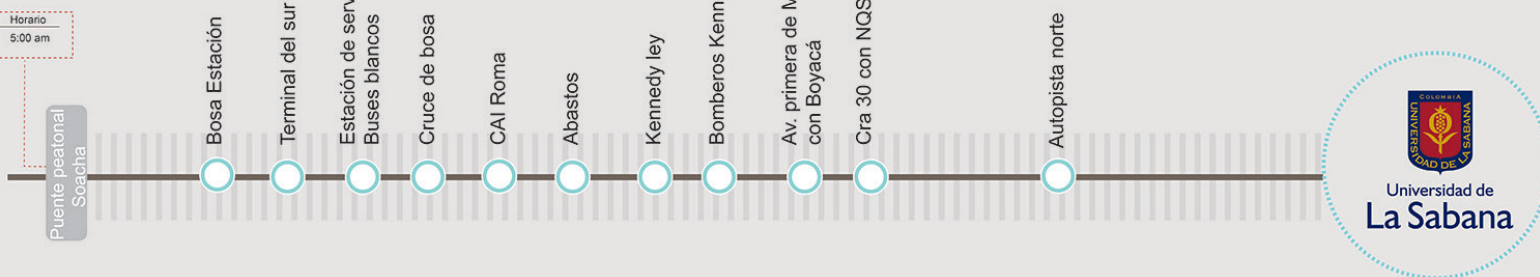 Horario
5:00 am
Puente peatonal
Soacha
Bosa Estación
Terminal del sur
Estación de
Buses blancos
Cruce de bosa
CAI Roma
Abastos
Kennedy ley
Bomberos
Av. primera de
con Boyacá
Cra 30 con NQS
Autopista norte
COLOMBIA
UNIVERSIDAD DE LA SABANA
Universidad de
La Sabana